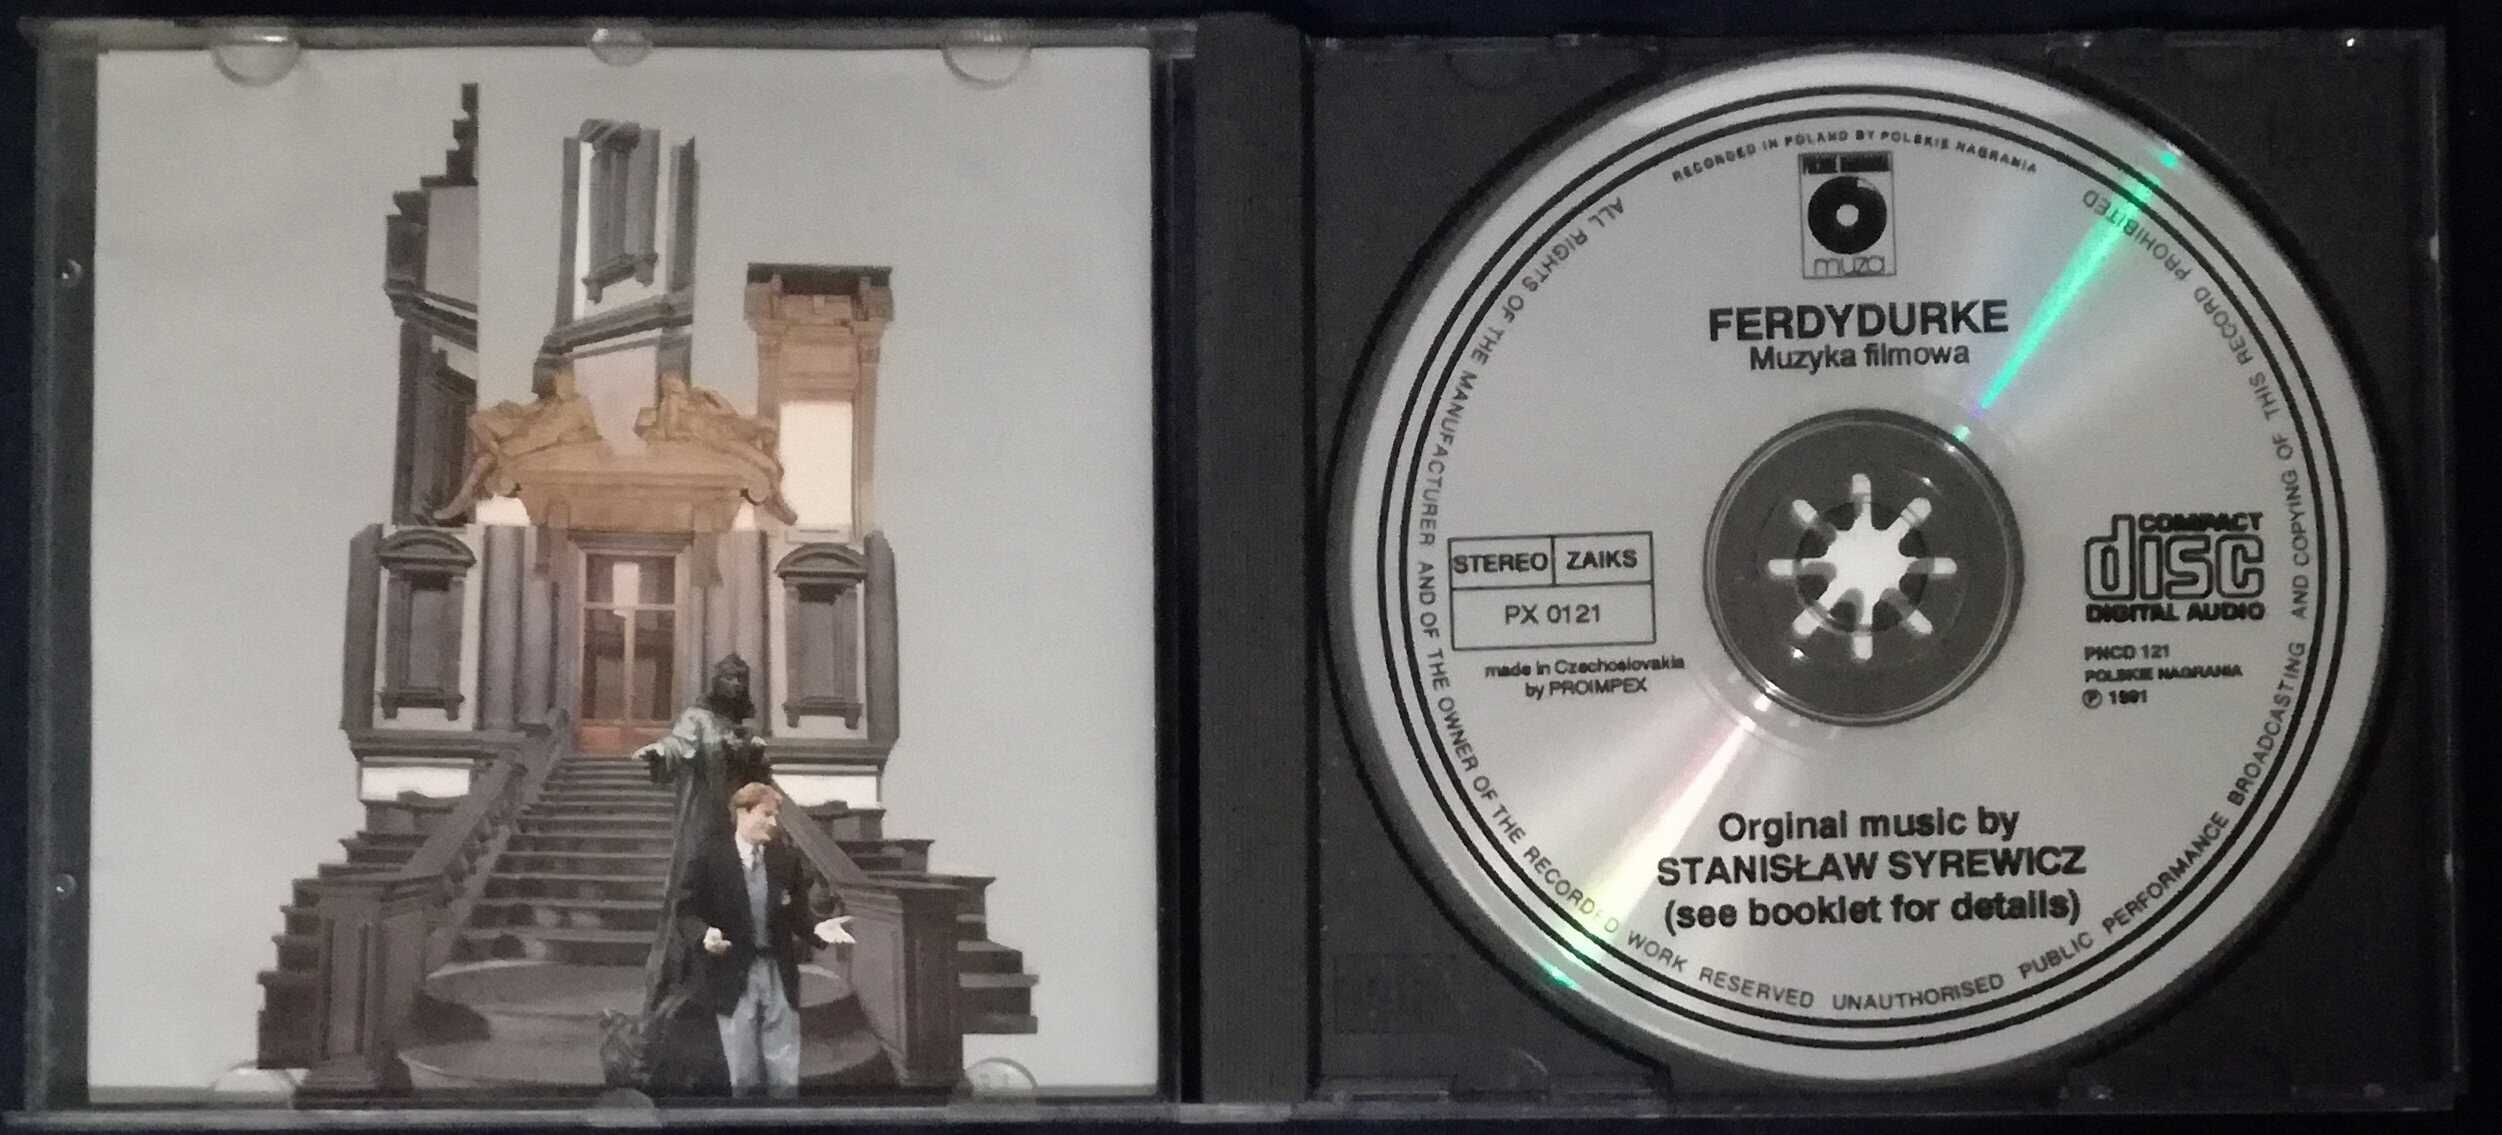 RECORDED IN POLAND BY POLSKIE NAGRANIA
POLSKIE NAGRANIA
muza
FERDYDURKE
Muzyka filmowa
STEREO ZAIKS
PX 0121
made in Czechoslovakia
by PROIMPEX
COMPACT
disc
DIGITAL AUDIO
PNCD 121
POLSKIE NAGRANIA
℗ 1991
Orginal music by
STANISŁAW SYREWICZ
(see booklet for details)
ALL RIGHTS OF THE MANUFACTURER AND OF THE OWNER OF THE RECORDED WORK RESERVED UNAUTHORISED PUBLIC PERFORMANCE BROADCASTING AND COPYING OF THIS RECORD PROHIBITED